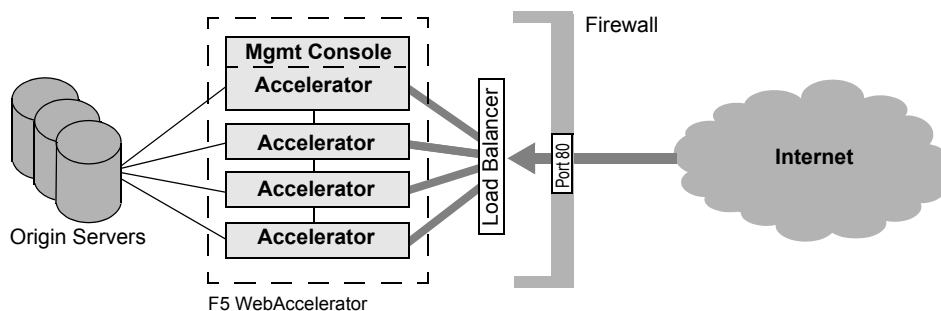 Firewall
Mgmt Console
Accelerator
Accelerator
Accelerator
Accelerator
Load Balancer
Port 80
Internet
Origin Servers
F5 WebAccelerator